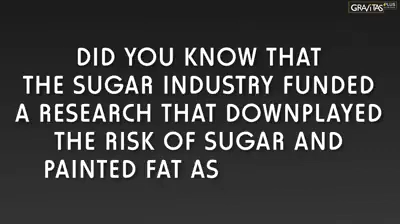 GRAVITAS PLUS
DID YOU KNOW THAT
THE SUGAR INDUSTRY FUNDED
A RESEARCH THAT DOWNPLAYED
THE RISK OF SUGAR AND
PAINTED FAT AS